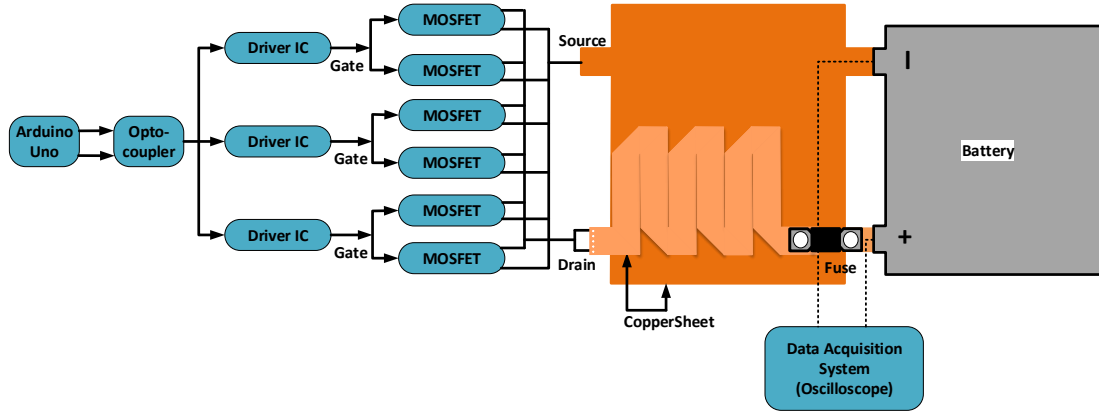 MOSFET
Driver IC
Gate
MOSFET
Source
Arduino
Uno
Opto-
coupler
Driver IC
Gate
MOSFET
MOSFET
Battery
Driver IC
Gate
MOSFET
MOSFET
Drain
+
Fuse
CopperSheet
Data Acquisition
System
(Oscilloscope)